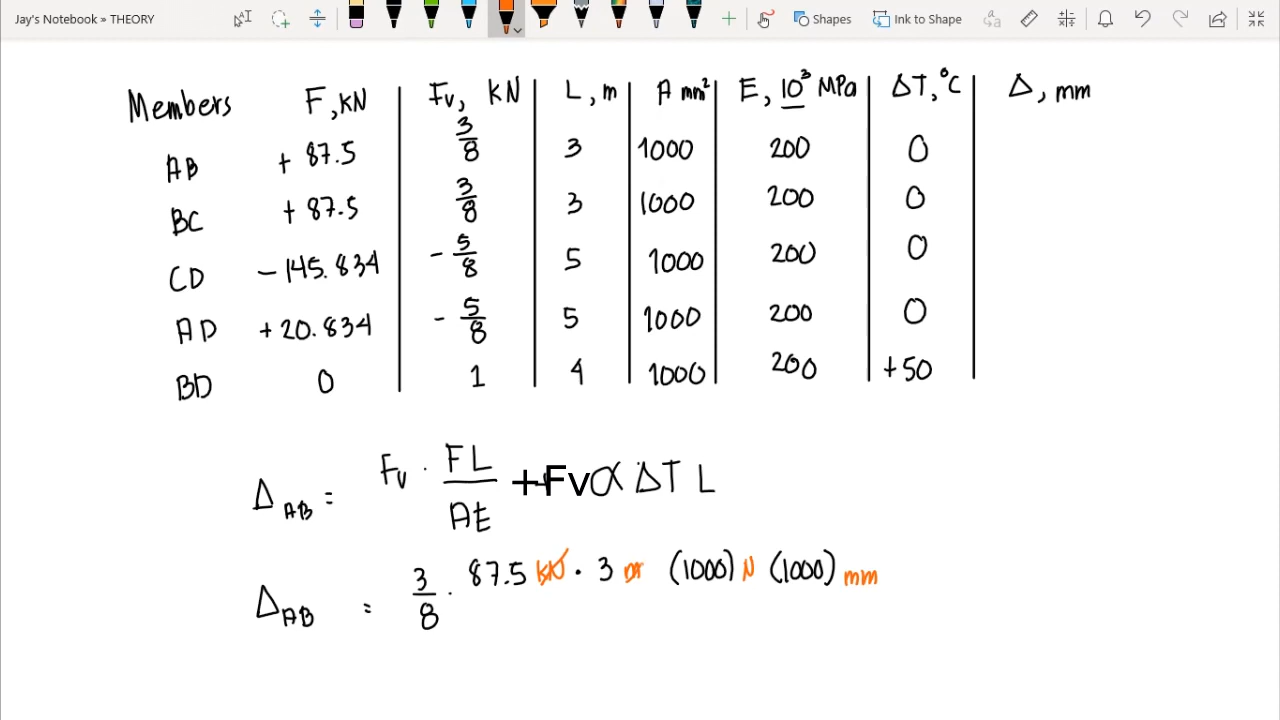 Jay's Notebook » THEORY
Shapes Ink to Shape
Members F, kN Fv, kN L, m A mm² E, 10³ MPa ΔT, °C Δ, mm
AB + 87.5 3/8 3 1000 200 0
BC + 87.5 3/8 3 1000 200 0
CD - 145.834 - 5/8 5 1000 200 0
AD + 20.834 - 5/8 5 1000 200 0
BD 0 1 4 1000 200 +50
Δ_AB = Fv · FL/AE + Fv α ΔT L
Δ_AB = 3/8 · 87.5 kN · 3 m (1000) N (1000) mm